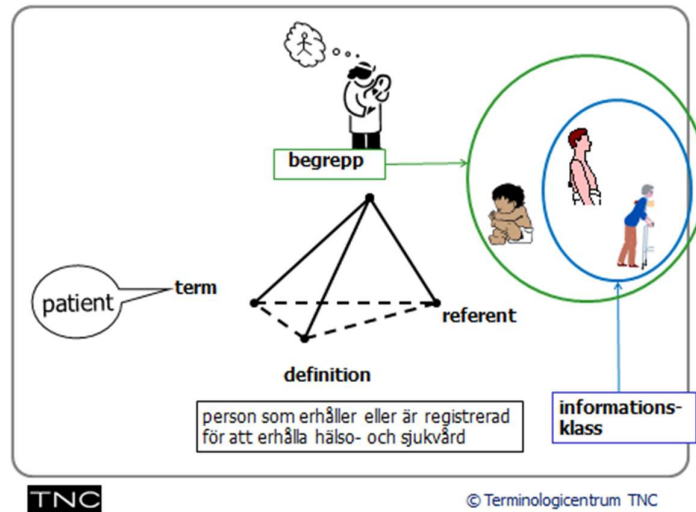 begrepp
patient
term
referent
definition
person som erhåller eller är registrerad
för att erhålla hälso- och sjukvård
informations-
klass
TNC
© Terminologicentrum TNC